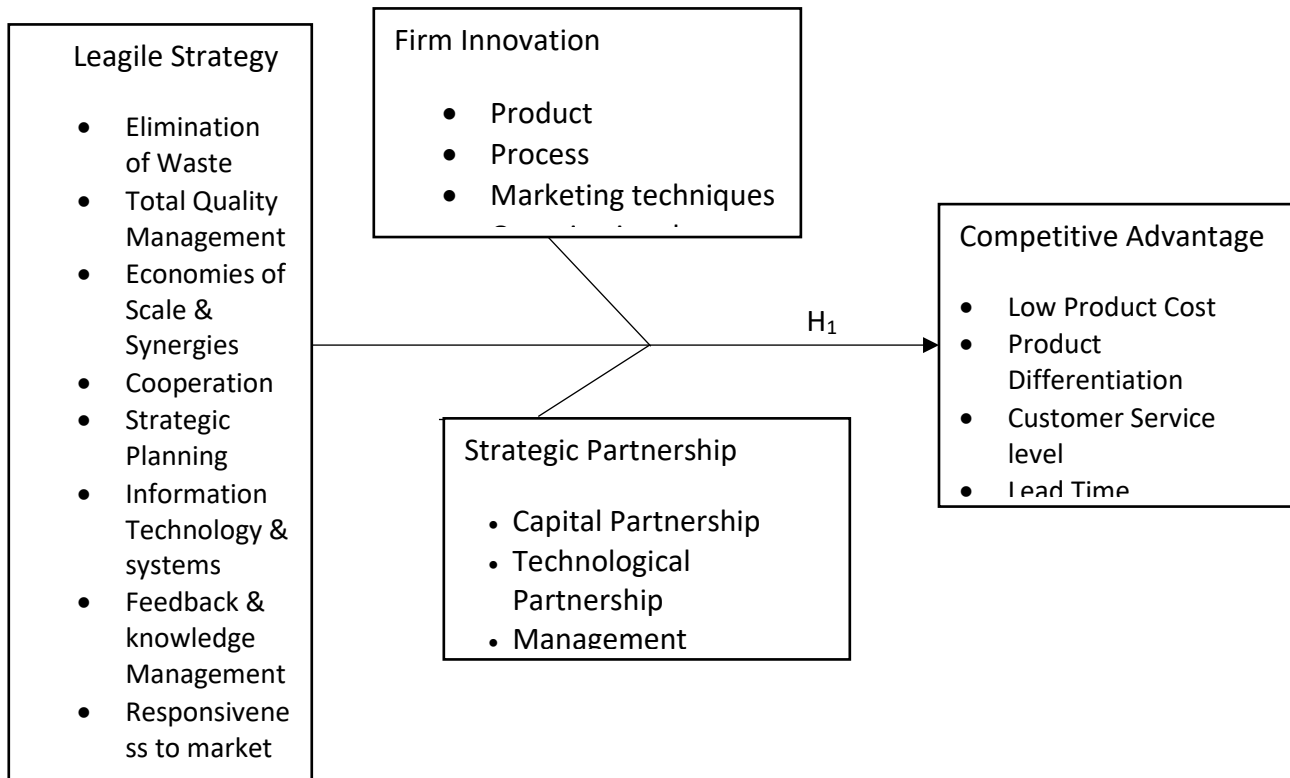 Leagile Strategy
• Elimination
of Waste
• Total Quality
Management
• Economies of
Scale &
Synergies
• Cooperation
• Strategic
Planning
• Information
Technology &
systems
• Feedback &
knowledge
Management
• Responsivene
ss to market
Firm Innovation
• Product
• Process
• Marketing techniques
Strategic Partnership
• Capital Partnership
• Technological
Partnership
• Management
H₁
Competitive Advantage
• Low Product Cost
• Product
Differentiation
• Customer Service
level
• Lead Time